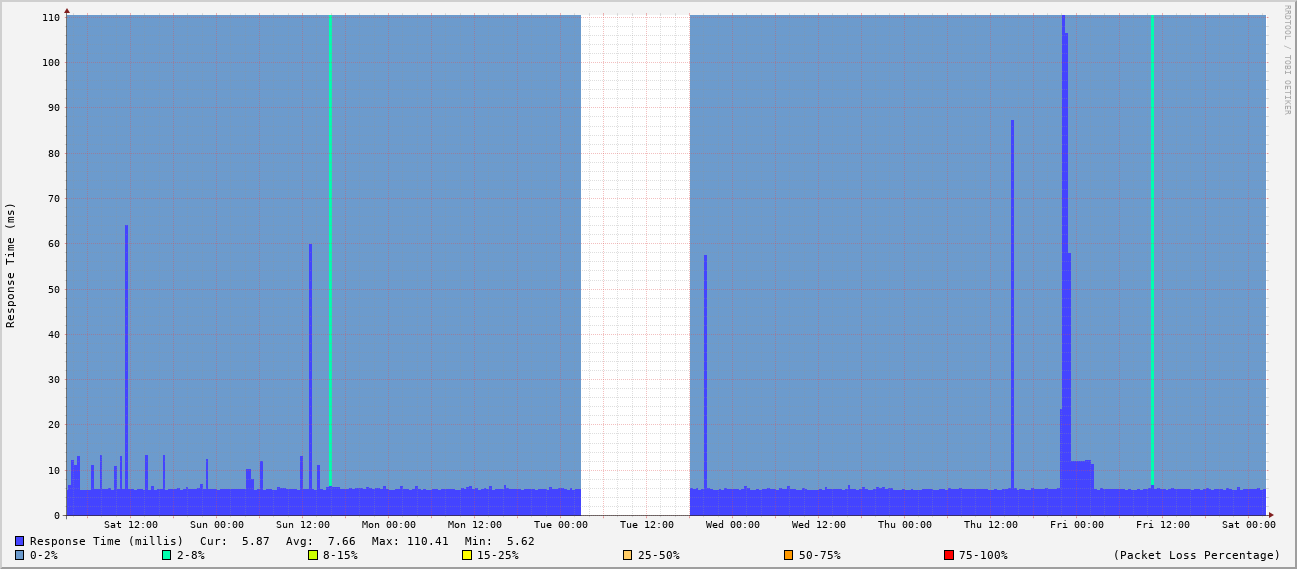 RRDTOOL / TOBI OETIKER
Response Time (ms)
110
100
90
80
70
60
50
40
30
20
10
0
Sat 12:00 Sun 00:00 Sun 12:00 Mon 00:00 Mon 12:00 Tue 00:00 Tue 12:00 Wed 00:00 Wed 12:00 Thu 00:00 Thu 12:00 Fri 00:00 Fri 12:00 Sat 00:00
Response Time (millis) Cur: 5.87 Avg: 7.66 Max: 110.41 Min: 5.62
0-2% 2-8% 8-15% 15-25% 25-50% 50-75% 75-100% (Packet Loss Percentage)